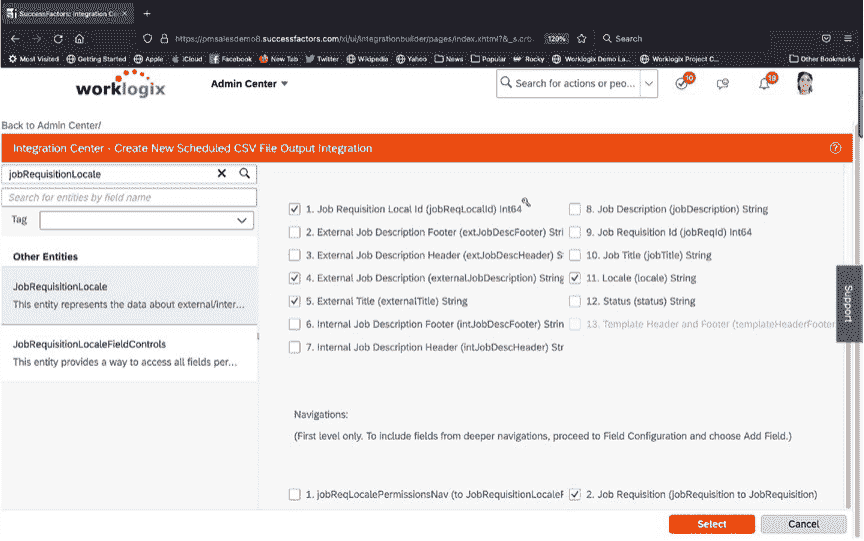 SuccessFactors: Integration Cen
https://pmsalesdemo8.successfactors.com/xi/ui/integrationbuilder/pages/index.xhtml?&_s.crb. 120% Search
Most Visited Getting Started Apple iCloud Facebook New Tab Twitter Wikipedia Yahoo News Popular Rocky Worklogix Demo La... Worklogix Project C... Other Bookmarks
worklogix Admin Center Search for actions or peo... 10 19
Back to Admin Center/
Integration Center - Create New Scheduled CSV File Output Integration
jobRequisitionLocale
Search for entities by field name
Tag
Other Entities
JobRequisitionLocale
This entity represents the data about external/inter...
JobRequisitionLocaleFieldControls
This entity provides a way to access all fields per...
1. Job Requisition Local Id (jobReqLocalId) Int64
2. External Job Description Footer (extJobDescFooter) Stri
3. External Job Description Header (extJobDescHeader) S
4. External Job Description (externalJobDescription) String
5. External Title (externalTitle) String
6. Internal Job Description Footer (intJobDescFooter) Strin
7. Internal Job Description Header (intJobDescHeader) Str
8. Job Description (jobDescription) String
9. Job Requisition Id (jobReqId) Int64
10. Job Title (jobTitle) String
11. Locale (locale) String
12. Status (status) String
13. Template Header and Footer (templateHeaderFooter
Support
Navigations:
(First level only. To include fields from deeper navigations, proceed to Field Configuration and choose Add Field.)
1. jobReqLocalePermissionsNav (to JobRequisitionLocaleF
2. Job Requisition (jobRequisition to JobRequisition)
Select
Cancel